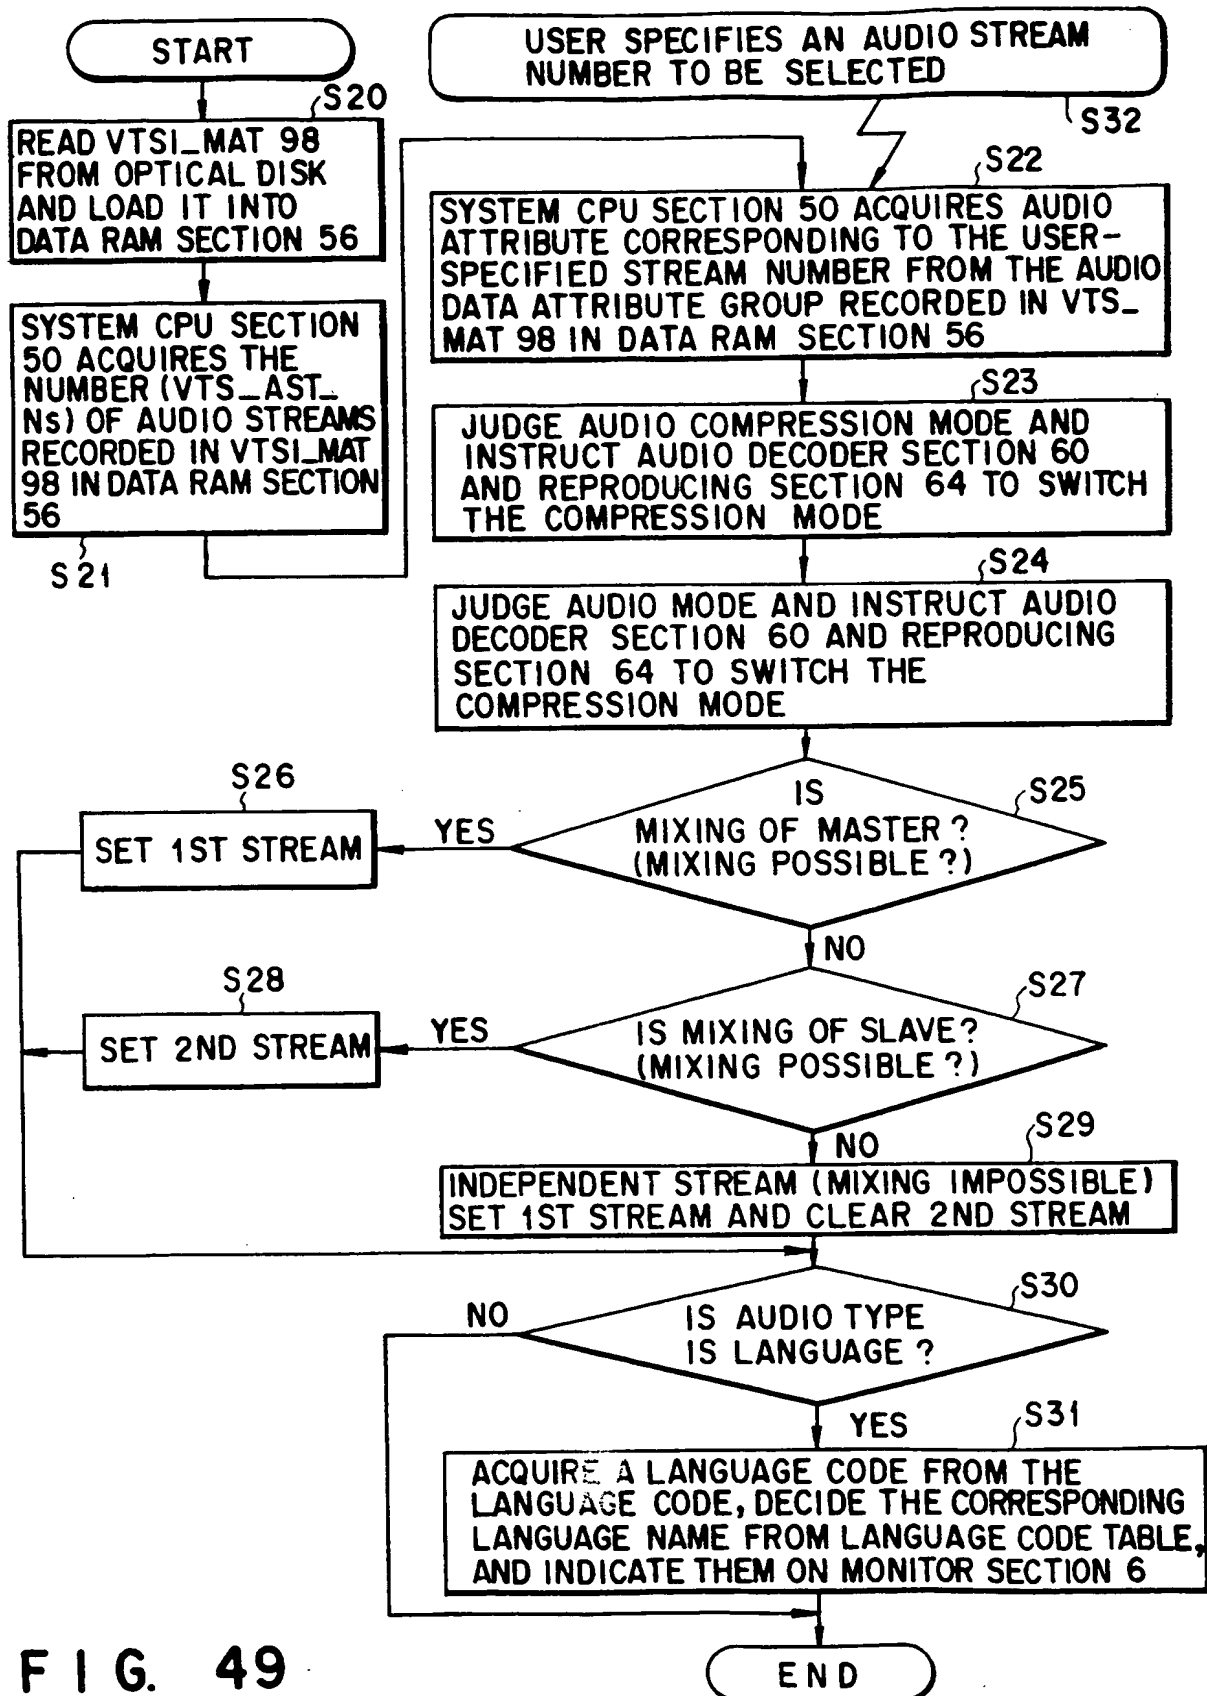 START
S20
READ VTSI_MAT 98
FROM OPTICAL DISK
AND LOAD IT INTO
DATA RAM SECTION 56
SYSTEM CPU SECTION
50 ACQUIRES THE
NUMBER (VTS_AST_
Ns) OF AUDIO STREAMS
RECORDED IN VTSI_MAT
98 IN DATA RAM SECTION
56
S21
USER SPECIFIES AN AUDIO STREAM
NUMBER TO BE SELECTED
S32
S22
SYSTEM CPU SECTION 50 ACQUIRES AUDIO
ATTRIBUTE CORRESPONDING TO THE USER-
SPECIFIED STREAM NUMBER FROM THE AUDIO
DATA ATTRIBUTE GROUP RECORDED IN VTS_
MAT 98 IN DATA RAM SECTION 56
S23
JUDGE AUDIO COMPRESSION MODE AND
INSTRUCT AUDIO DECODER SECTION 60
AND REPRODUCING SECTION 64 TO SWITCH
THE COMPRESSION MODE
S24
JUDGE AUDIO MODE AND INSTRUCT AUDIO
DECODER SECTION 60 AND REPRODUCING
SECTION 64 TO SWITCH THE
COMPRESSION MODE
S25
IS
MIXING OF MASTER ?
(MIXING POSSIBLE ?)
YES
S26
SET 1ST STREAM
NO
S27
IS MIXING OF SLAVE?
(MIXING POSSIBLE ?)
YES
S28
SET 2ND STREAM
NO
S29
INDEPENDENT STREAM (MIXING IMPOSSIBLE)
SET 1ST STREAM AND CLEAR 2ND STREAM
S30
IS AUDIO TYPE
IS LANGUAGE ?
NO
YES
S31
ACQUIRE A LANGUAGE CODE FROM THE
LANGUAGE CODE, DECIDE THE CORRESPONDING
LANGUAGE NAME FROM LANGUAGE CODE TABLE,
AND INDICATE THEM ON MONITOR SECTION 6
END
FIG. 49